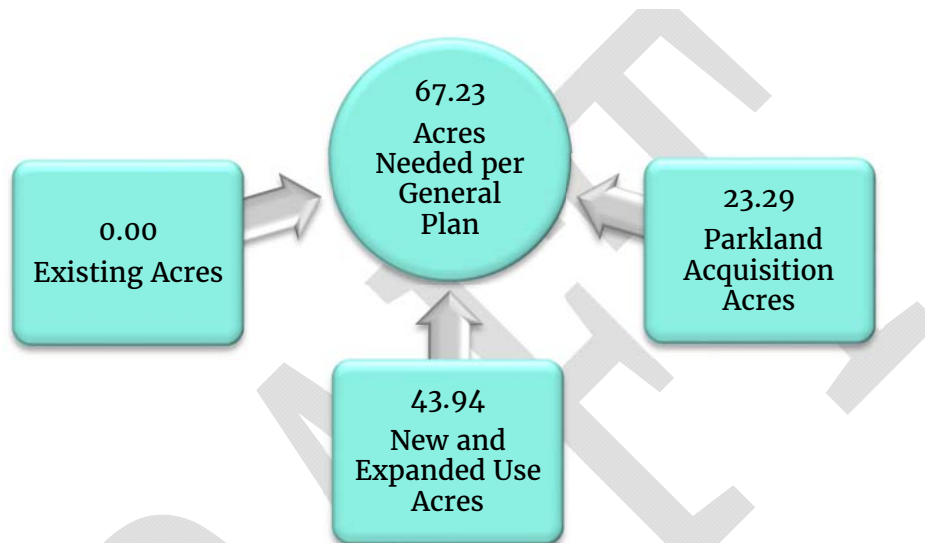 67.23
Acres
Needed per
General
Plan
0.00
Existing Acres
23.29
Parkland
Acquisition
Acres
43.94
New and
Expanded Use
Acres